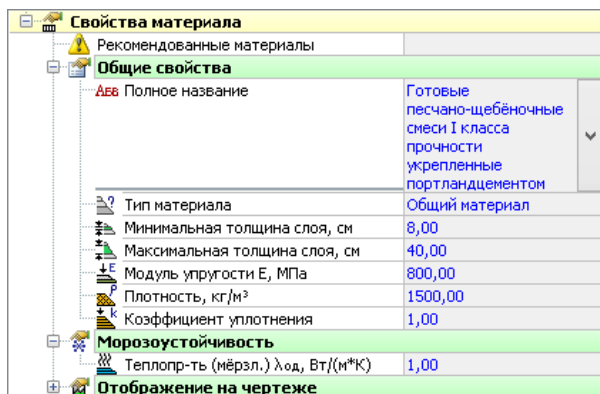 Свойства материала
Рекомендованные материалы
Общие свойства
АБВ Полное название
Готовые
песчано-щебёночные
смеси I класса
прочности
укрепленные
портландцементом
Тип материала Общий материал
Минимальная толщина слоя, см 8,00
Максимальная толщина слоя, см 40,00
Модуль упругости Е, МПа 800,00
Плотность, кг/м³ 1500,00
Коэффициент уплотнения 1,00
Морозоустойчивость
Теплопр-ть (мёрзл.) λод, Вт/(м*К) 1,00
Отображение на чертеже